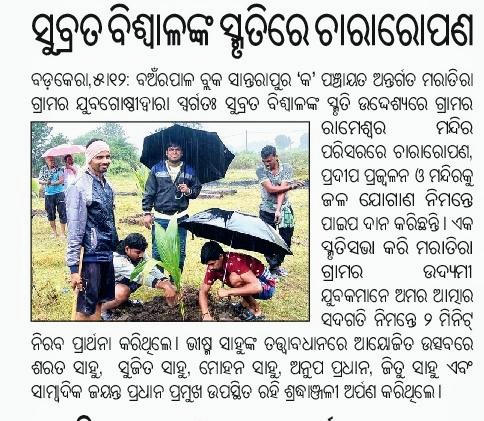 ସୁବ୍ରତ ବିଶ୍ୱାଳଙ୍କ ସ୍ମୃତିରେ ଚାରାରୋପଣ
ବଡ଼କେରା,୫।୧୨: ବଅଁରପାଳ ବ୍ଲକ ସାନ୍ତରାପୁର ‘କ’ ପଞ୍ଚାୟତ ଅନ୍ତର୍ଗତ ମରାତିରା
ଗ୍ରାମର ଯୁବଗୋଷ୍ଠୀଦ୍ୱାରା ସ୍ୱର୍ଗତଃ ସୁବ୍ରତ ବିଶ୍ୱାଳଙ୍କ ସ୍ମୃତି ଉଦ୍ଦେଶ୍ୟରେ ଗ୍ରାମର
ରାମେଶ୍ୱର ମନ୍ଦିର
ପରିସରରେ ଚାରାରୋପଣ,
ପ୍ରଦୀପ ପ୍ରଜ୍ୱଳନ ଓ ମନ୍ଦିରକୁ
ଜଳ ଯୋଗାଣ ନିମନ୍ତେ
ପାଇପ ଦାନ କରିଛନ୍ତି। ଏକ
ସ୍ମୃତିସଭା କରି ମରାତିରା
ଗ୍ରାମର ଉଦ୍ୟମୀ
ଯୁବକମାନେ ଅମର ଆତ୍ମାର
ସଦଗତି ନିମନ୍ତେ ୨ ମିନିଟ୍
ନିରବ ପ୍ରାର୍ଥନା କରିଥିଲେ। ଭୀଷ୍ମ ସାହୁଙ୍କ ତତ୍ତ୍ୱାବଧାନରେ ଆୟୋଜିତ ଉତ୍ସବରେ
ଶରତ ସାହୁ, ସୁଜିତ ସାହୁ, ମୋହନ ସାହୁ, ଅନୁପ ପ୍ରଧାନ, ଜିତୁ ସାହୁ ଏବଂ
ସାମ୍ବାଦିକ ଜୟନ୍ତ ପ୍ରଧାନ ପ୍ରମୁଖ ଉପସ୍ଥିତ ରହି ଶ୍ରଦ୍ଧାଞ୍ଜଳୀ ଅର୍ପଣ କରିଥିଲେ।